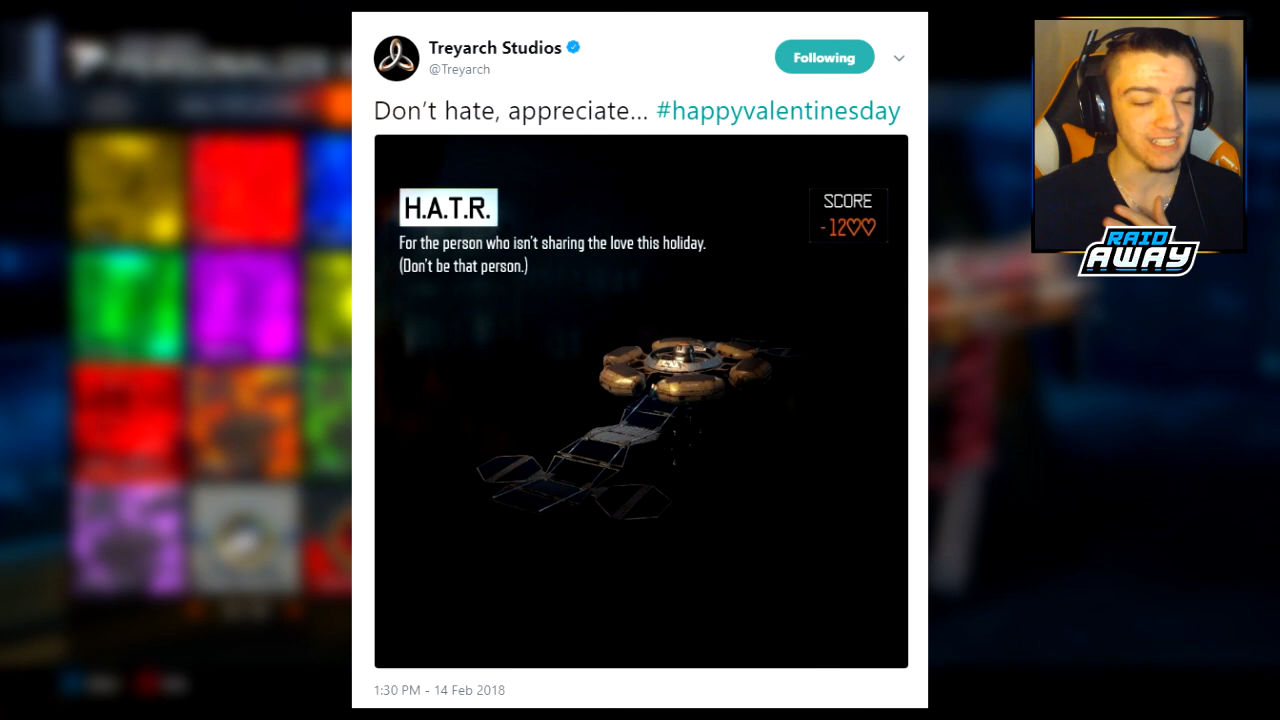 Treyarch Studios
@Treyarch
Following
Don't hate, appreciate... #happyvalentinesday
H.A.T.R.
For the person who isn't sharing the love this holiday.
(Don't be that person.)
SCORE
-12♡♡
1:30 PM - 14 Feb 2018
RAID
AWAY